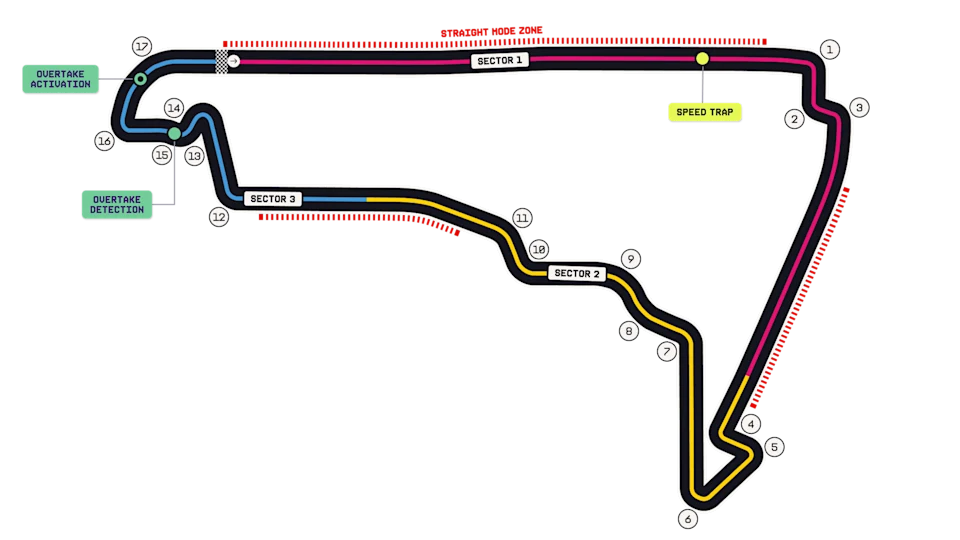 STRAIGHT MODE ZONE
17
1
SECTOR 1
OVERTAKE
ACTIVATION
SPEED TRAP
14
3
2
16
15
13
OVERTAKE
DETECTION
SECTOR 3
12
11
10
9
SECTOR 2
8
7
4
5
6